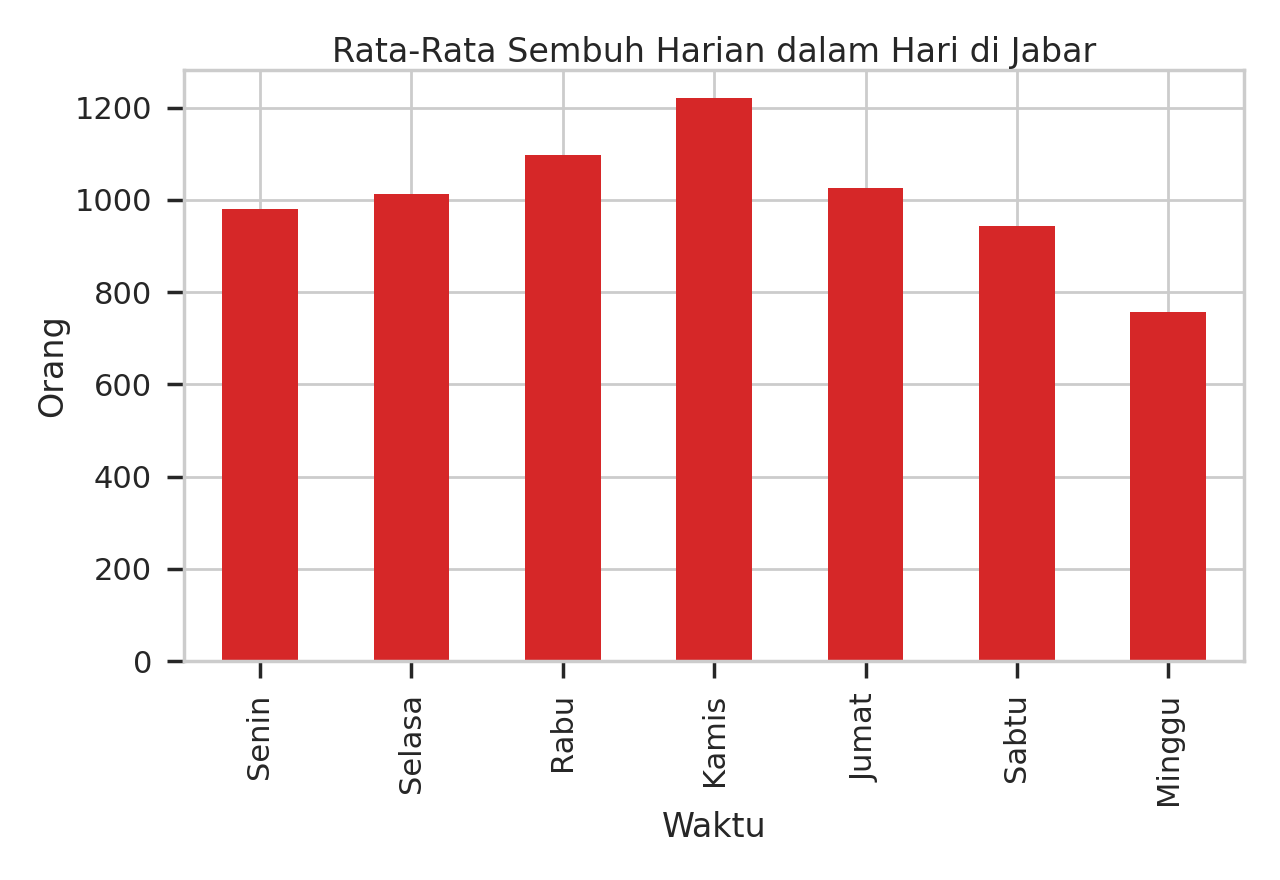 Rata-Rata Sembuh Harian dalam Hari di Jabar
1200
1000
800
600
400
200
0
Orang
Senin
Selasa
Rabu
Kamis
Jumat
Sabtu
Minggu
Waktu